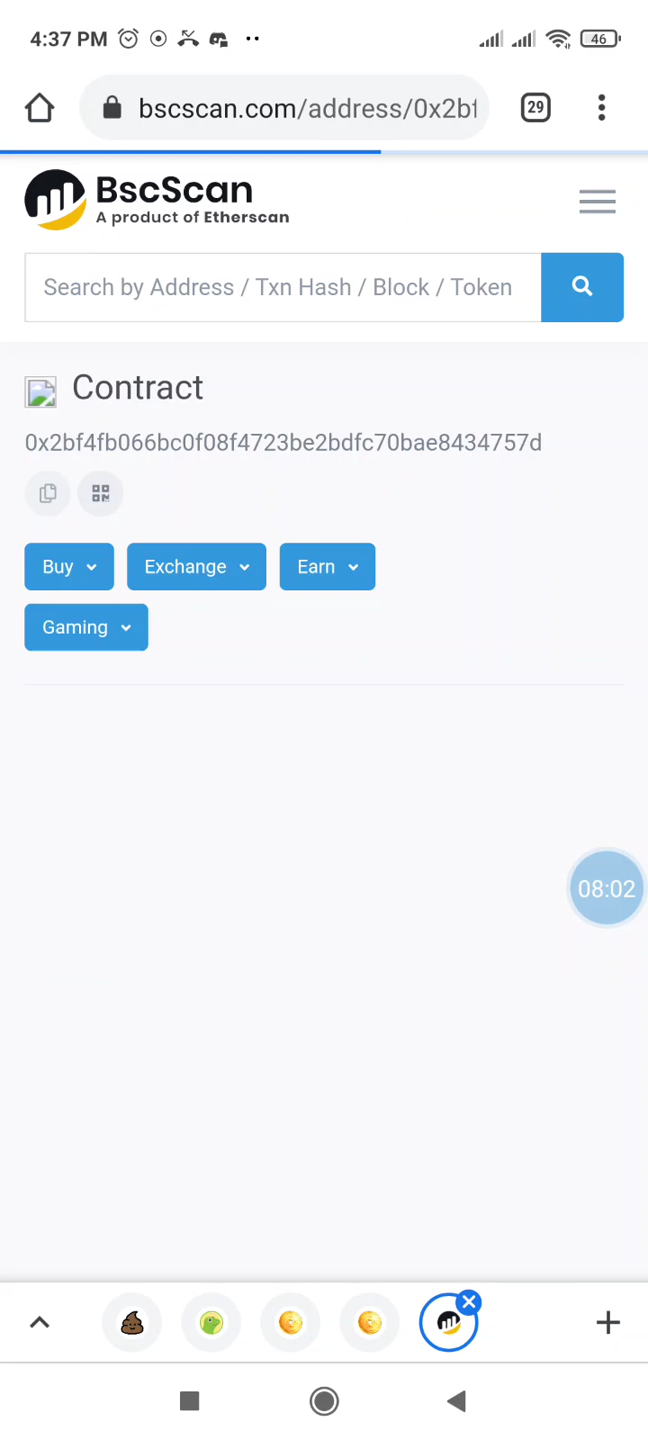 4:37 PM
46
bscscan.com/address/0x2bf
29
BscScan
A product of Etherscan
Search by Address / Txn Hash / Block / Token
Contract
0x2bf4fb066bc0f08f4723be2bdfc70bae8434757d
Buy
Exchange
Earn
Gaming
08:02